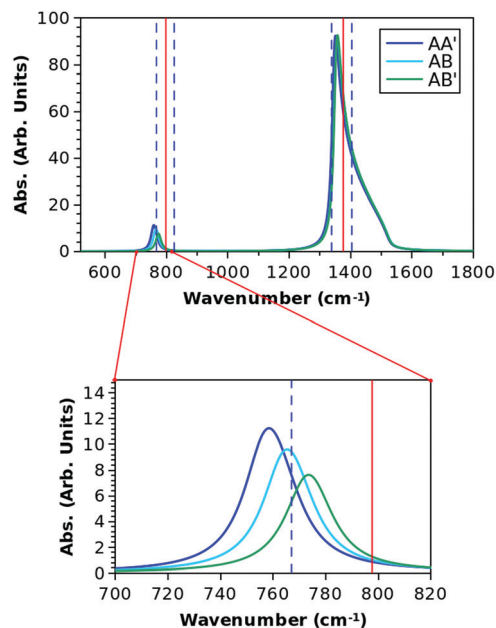 100
80
60
40
20
0
Abs. (Arb. Units)
AA'
AB
AB'
600 800 1000 1200 1400 1600 1800
Wavenumber (cm-1)
14
12
10
8
6
4
2
0
Abs. (Arb. Units)
700 720 740 760 780 800 820
Wavenumber (cm-1)